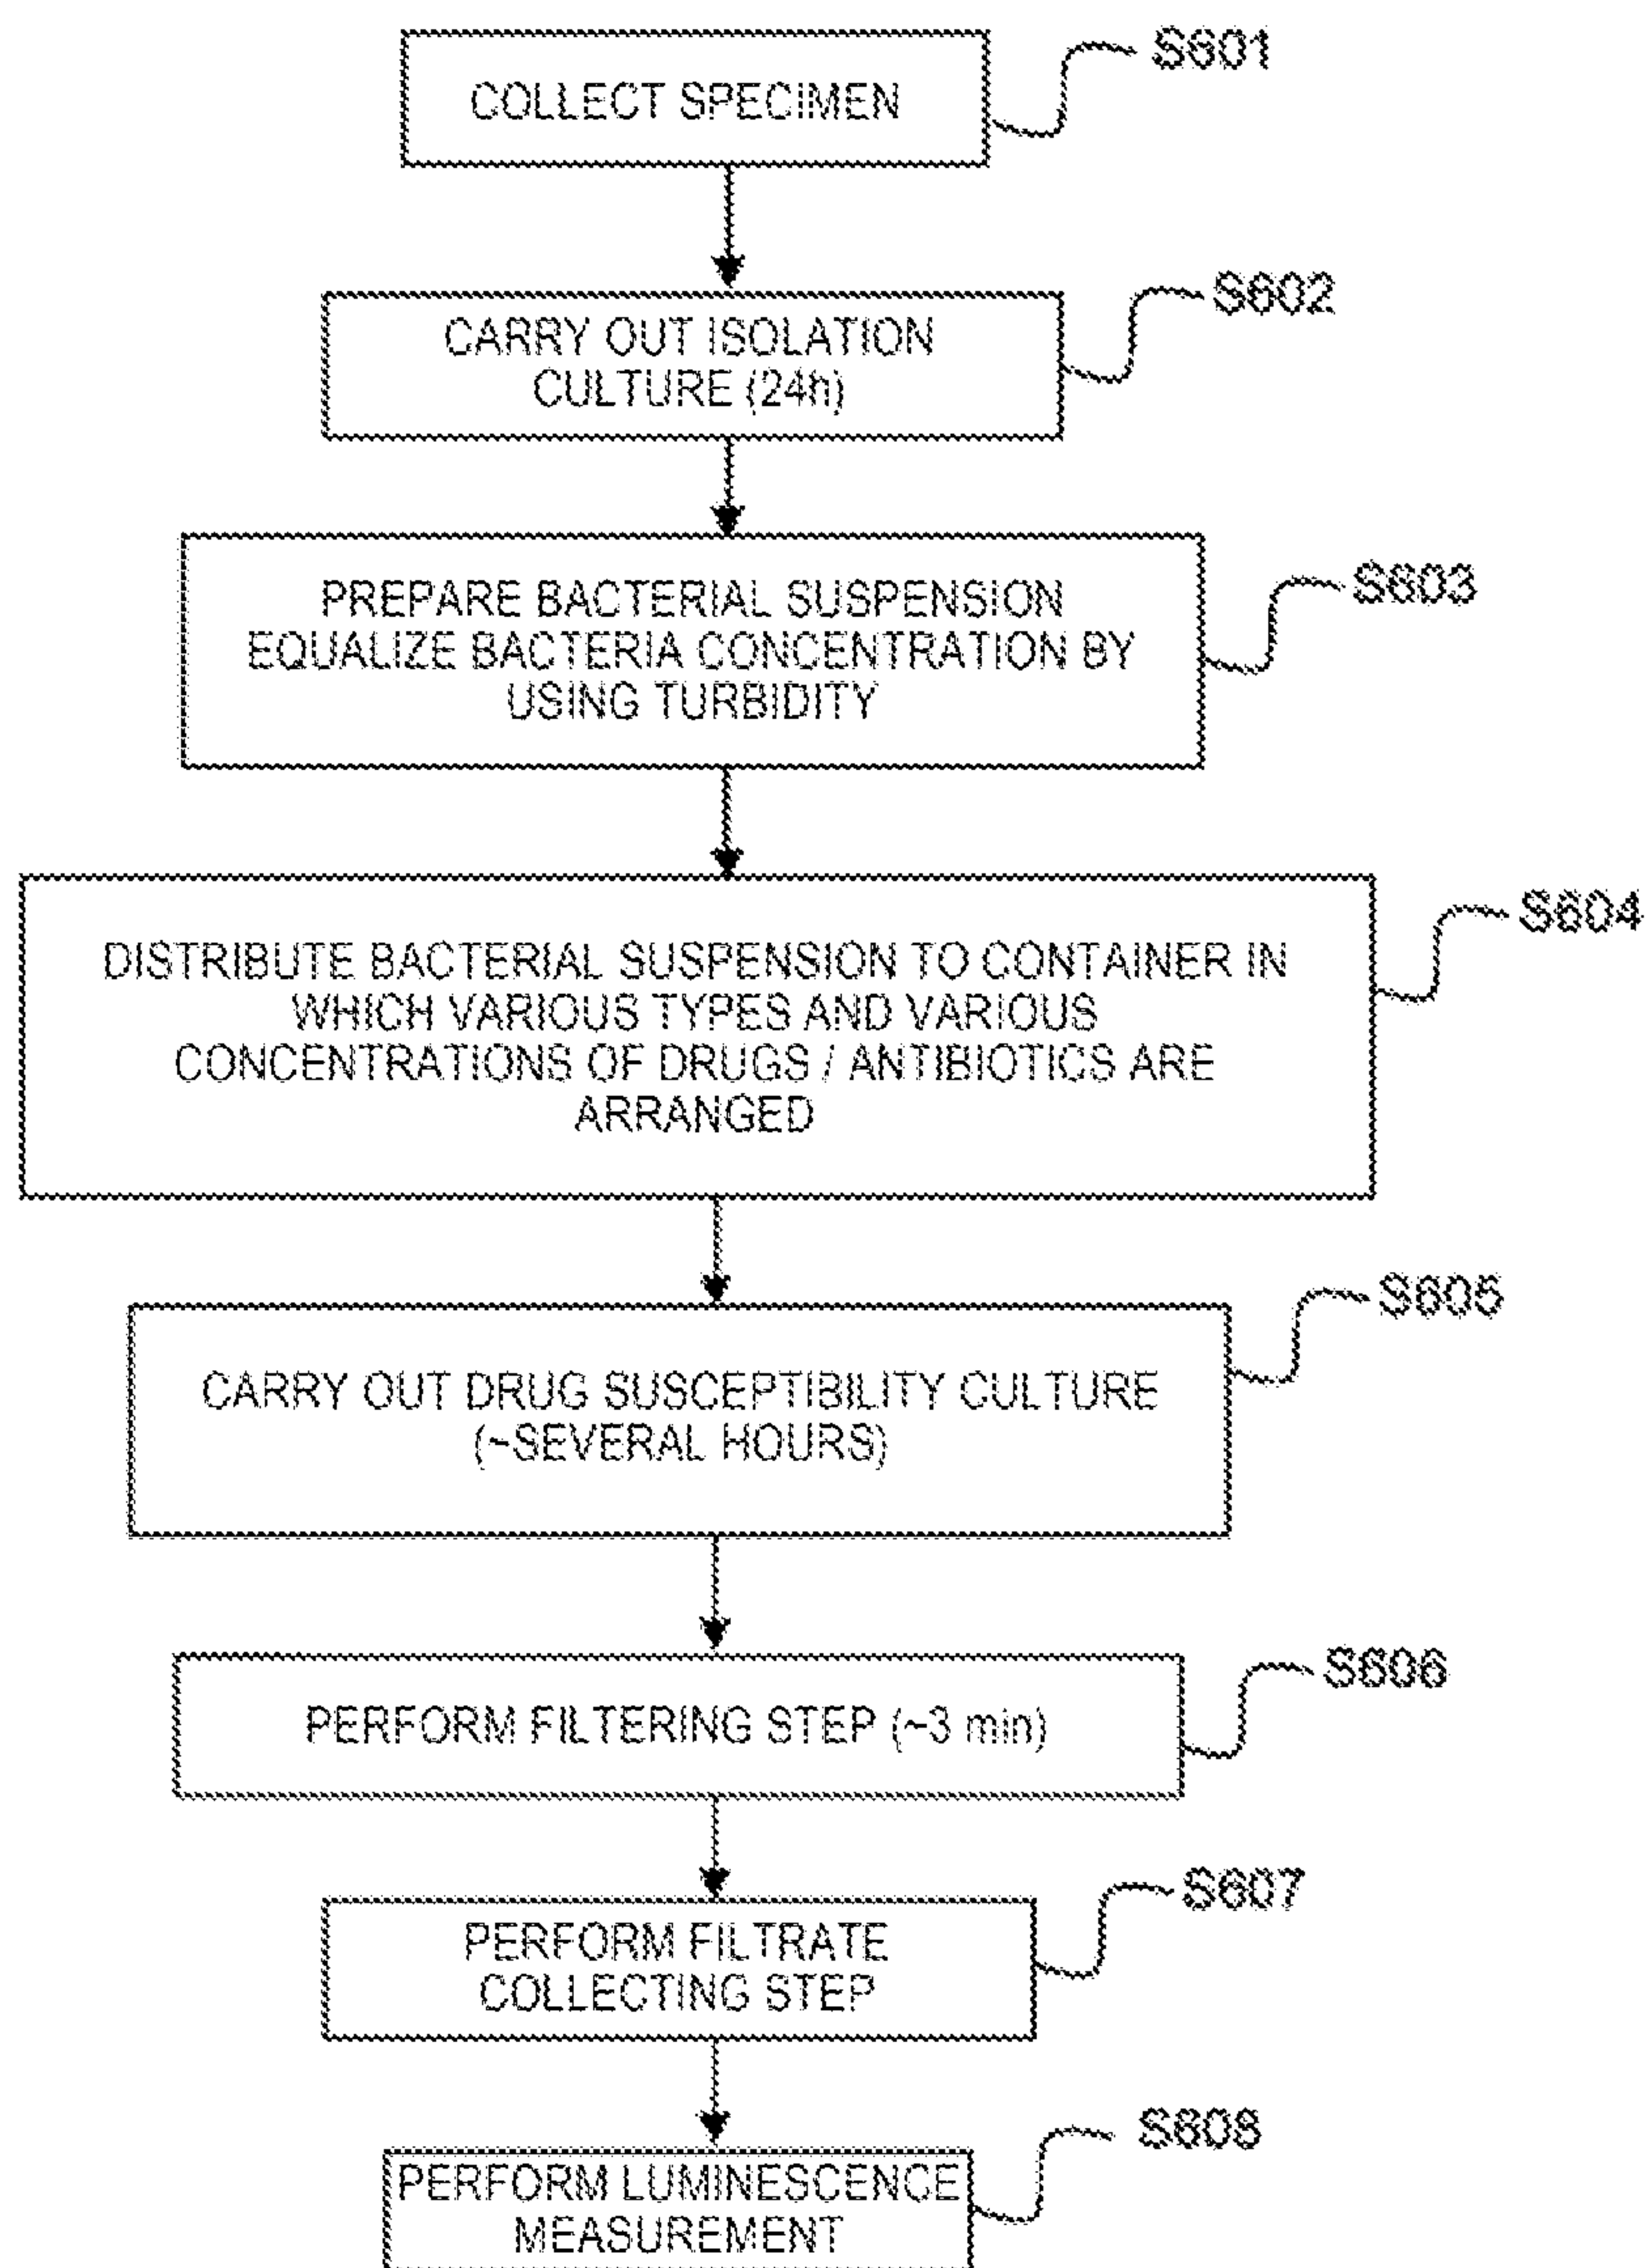 S601
COLLECT SPECIMEN
S602
CARRY OUT ISOLATION
CULTURE (24h)
S603
PREPARE BACTERIAL SUSPENSION
EQUALIZE BACTERIA CONCENTRATION BY
USING TURBIDITY
S604
DISTRIBUTE BACTERIAL SUSPENSION TO CONTAINER IN
WHICH VARIOUS TYPES AND VARIOUS
CONCENTRATIONS OF DRUGS / ANTIBIOTICS ARE
ARRANGED
S605
CARRY OUT DRUG SUSCEPTIBILITY CULTURE
(~SEVERAL HOURS)
S606
PERFORM FILTERING STEP (~3 min)
S607
PERFORM FILTRATE
COLLECTING STEP
S608
PERFORM LUMINESCENCE
MEASUREMENT